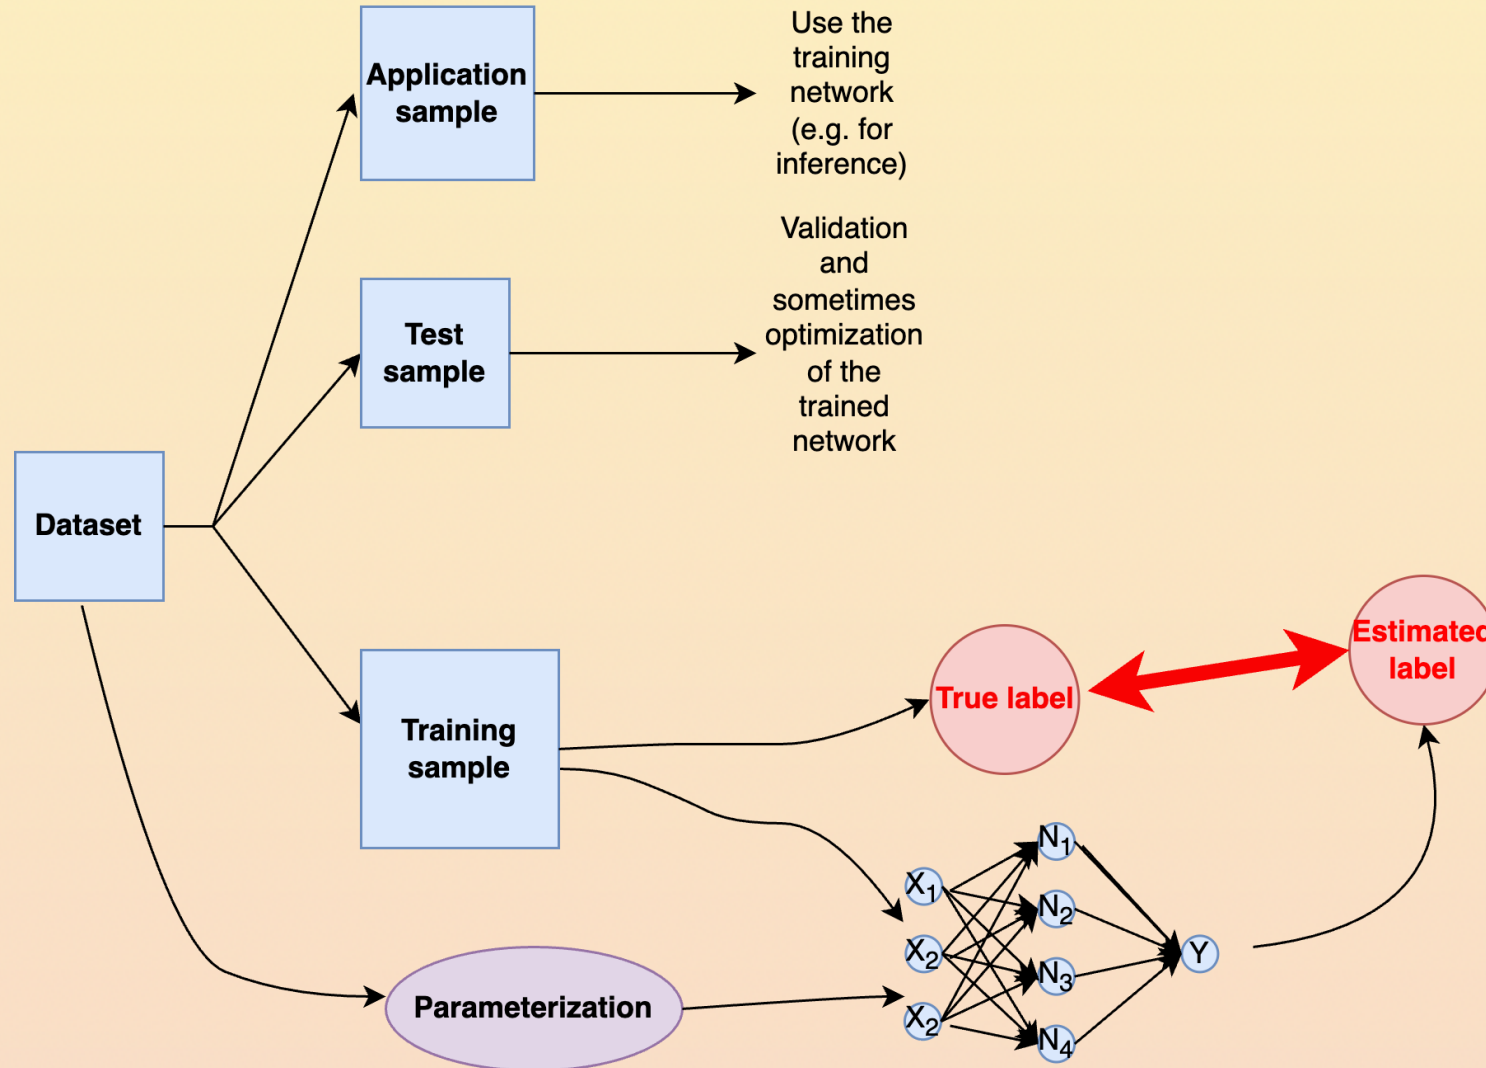 Application
sample
Use the
training
network
(e.g. for
inference)
Test
sample
Validation
and
sometimes
optimization
of the
trained
network
Dataset
Training
sample
True label
Estimated
label
Parameterization
X1
X2
X2
N1
N2
N3
N4
Y